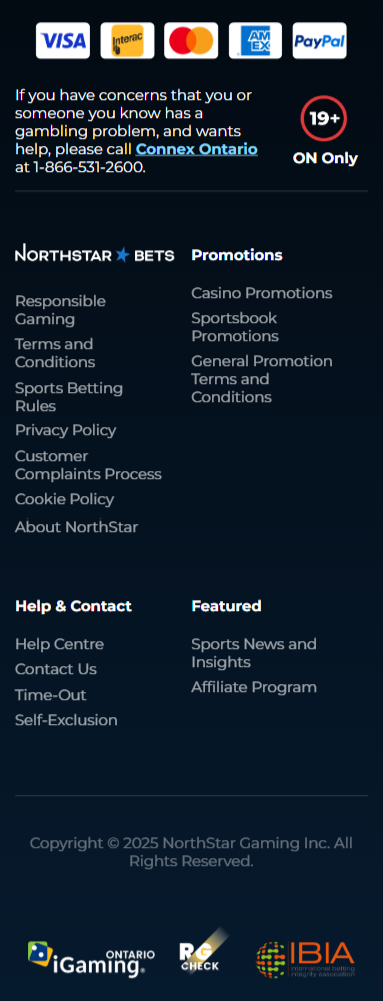 VISA
Interac
mastercard
AM
EX
PayPal
If you have concerns that you or
someone you know has a
gambling problem, and wants
help, please call Connex Ontario
at 1-866-531-2600.
19+
ON Only
NORTHSTAR BETS
Responsible
Gaming
Terms and
Conditions
Sports Betting
Rules
Privacy Policy
Customer
Complaints Process
Cookie Policy
About NorthStar
Promotions
Casino Promotions
Sportsbook
Promotions
General Promotion
Terms and
Conditions
Help & Contact
Help Centre
Contact Us
Time-Out
Self-Exclusion
Featured
Sports News and
Insights
Affiliate Program
Copyright © 2025 NorthStar Gaming Inc. All
Rights Reserved.
ONTARIO
iGaming®
RG
CHECK
IBIA
international betting
integrity association